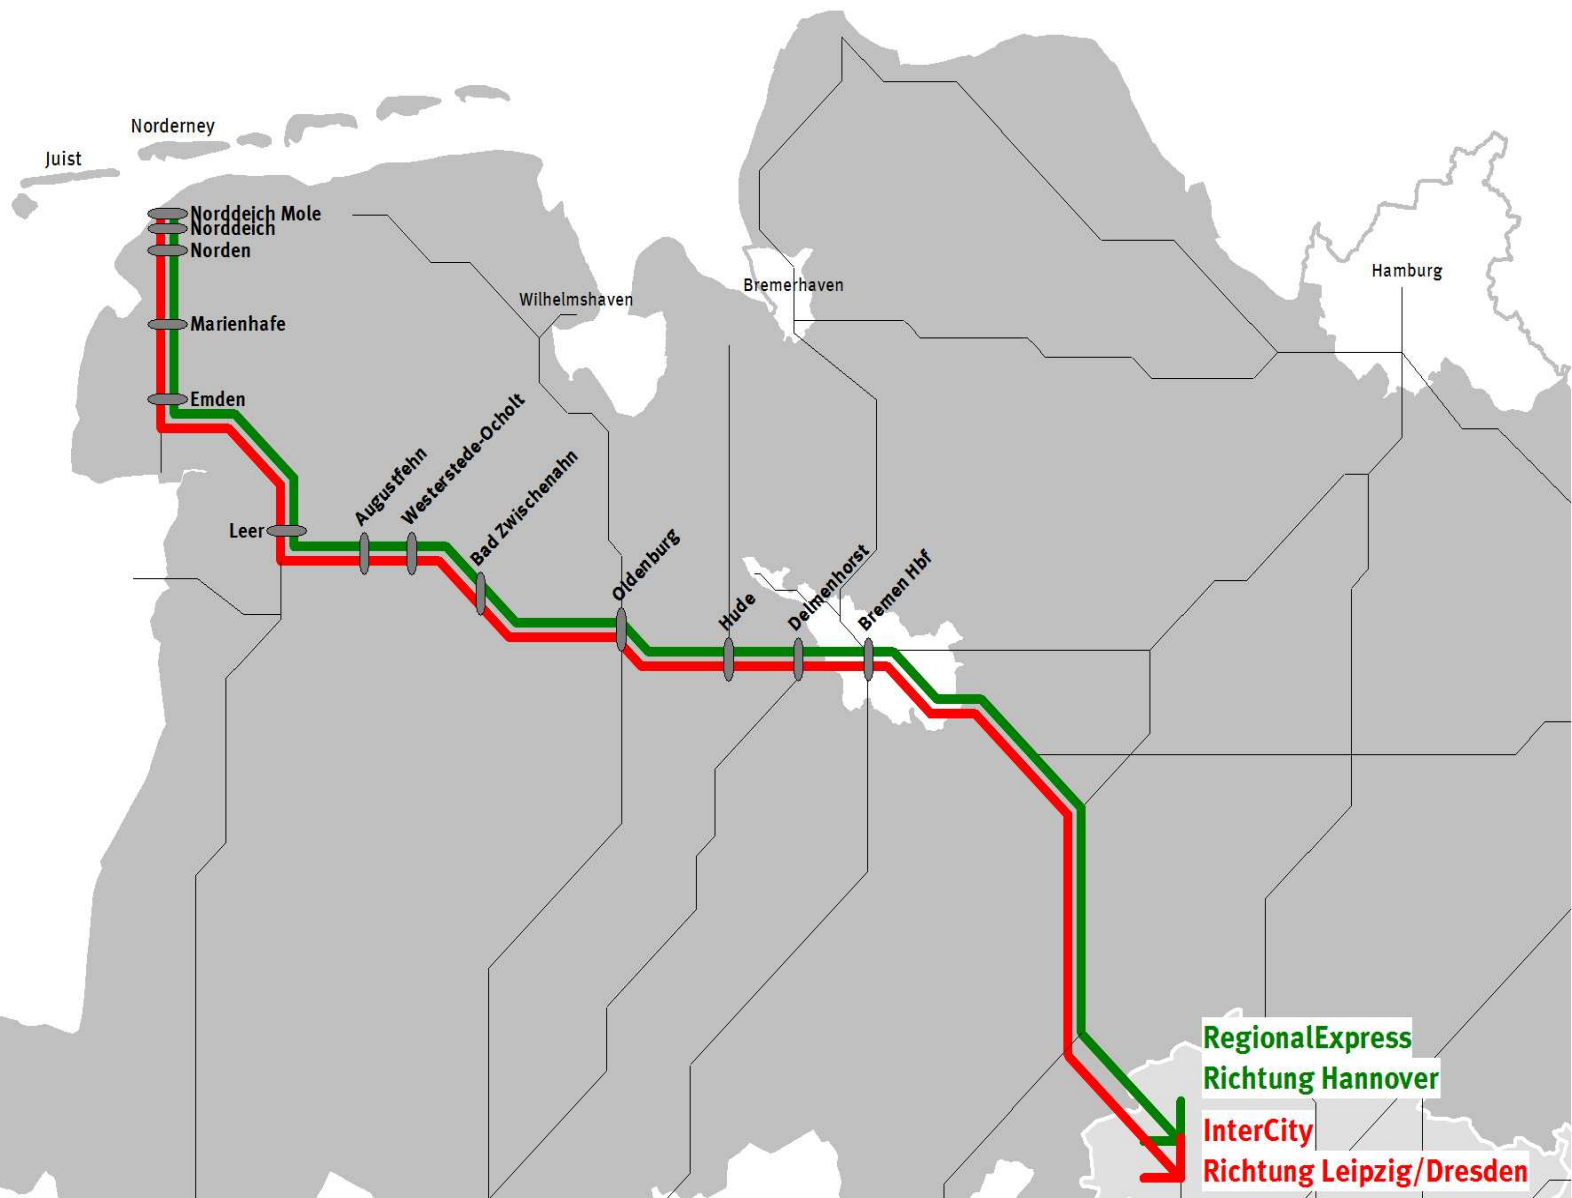 Norderney
Juist
Norddeich Mole
Norddeich
Norden
Marienhafe
Emden
Leer
Augustfehn
Westerstede-Ocholt
Bad Zwischenahn
Oldenburg
Hude
Delmenhorst
Bremen Hbf
Wilhelmshaven
Bremerhaven
Hamburg
RegionalExpress
Richtung Hannover
InterCity
Richtung Leipzig/Dresden